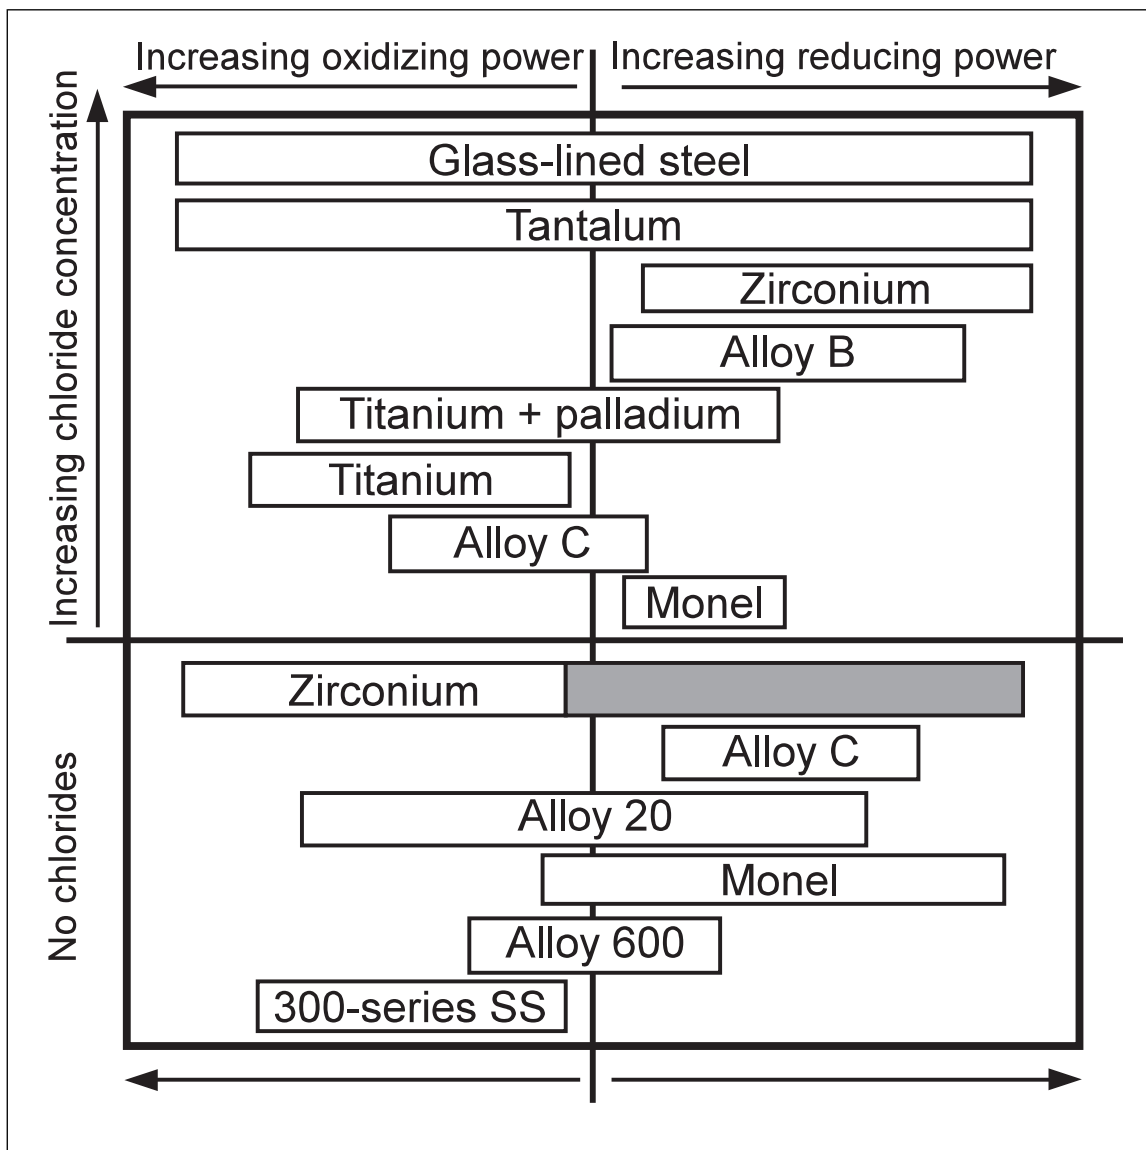 Increasing oxidizing power
Increasing reducing power
Increasing chloride concentration
Glass-lined steel
Tantalum
Zirconium
Alloy B
Titanium + palladium
Titanium
Alloy C
Monel
No chlorides
Zirconium
Alloy C
Alloy 20
Monel
Alloy 600
300-series SS